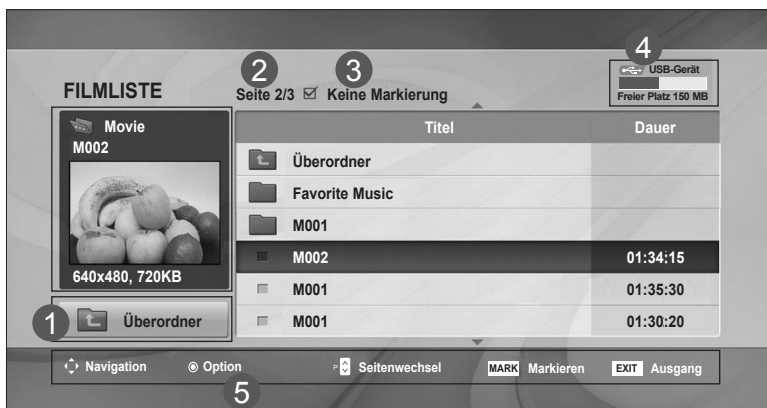 2 3 4
USB-Gerät
FILMLISTE Seite 2/3 Keine Markierung Freier Platz 150 MB
Movie
M002
640x480, 720KB
1 Überordner
Titel Dauer
Überordner
Favorite Music
M001
M002 01:34:15
M001 01:35:30
M001 01:30:20
Navigation Option P Seitenwechsel MARK Markieren EXIT Ausgang
5